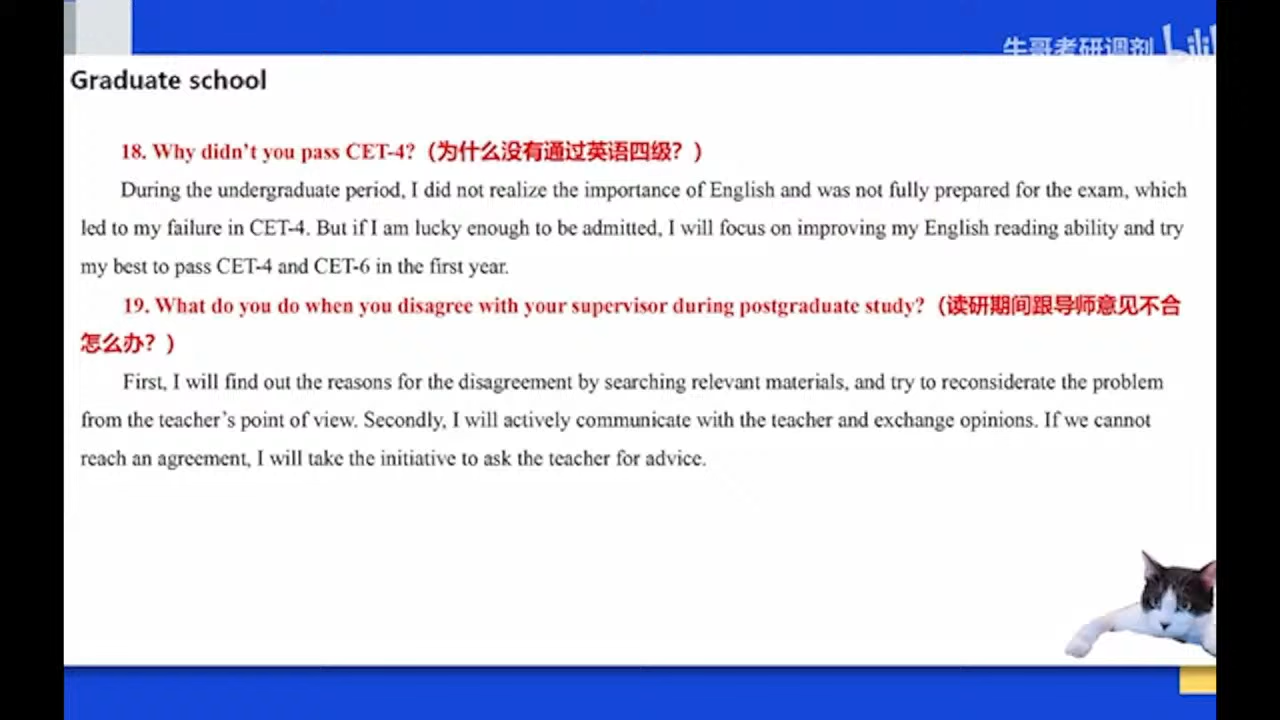 牛哥考研调剂 bili
Graduate school
18. Why didn’t you pass CET-4?（为什么没有通过英语四级？）
During the undergraduate period, I did not realize the importance of English and was not fully prepared for the exam, which
led to my failure in CET-4. But if I am lucky enough to be admitted, I will focus on improving my English reading ability and try
my best to pass CET-4 and CET-6 in the first year.
19. What do you do when you disagree with your supervisor during postgraduate study?（读研期间跟导师意见不合
怎么办？）
First, I will find out the reasons for the disagreement by searching relevant materials, and try to reconsiderate the problem
from the teacher’s point of view. Secondly, I will actively communicate with the teacher and exchange opinions. If we cannot
reach an agreement, I will take the initiative to ask the teacher for advice.